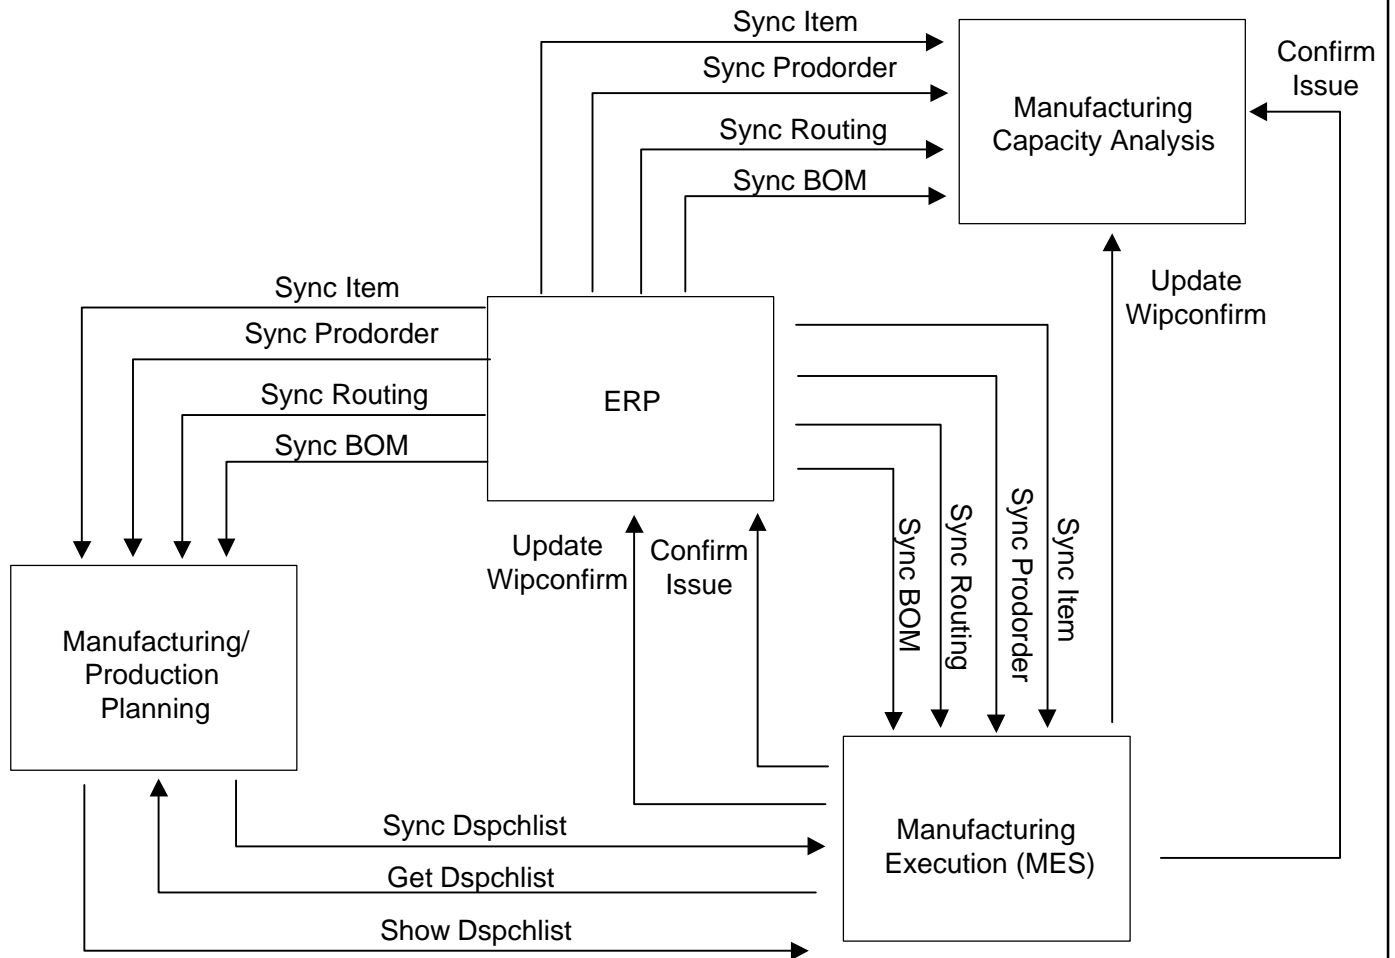 Sync Item
Confirm
Issue
Sync Prodorder
Manufacturing
Capacity Analysis
Sync Routing
Sync BOM
Update
Wipconfirm
Sync Item
Sync Prodorder
ERP
Sync Routing
Sync BOM
Update
Wipconfirm
Confirm
Issue
Sync BOM
Sync Routing
Sync Prodorder
Sync Item
Manufacturing/
Production
Planning
Sync Dspchlist
Manufacturing
Execution (MES)
Get Dspchlist
Show Dspchlist